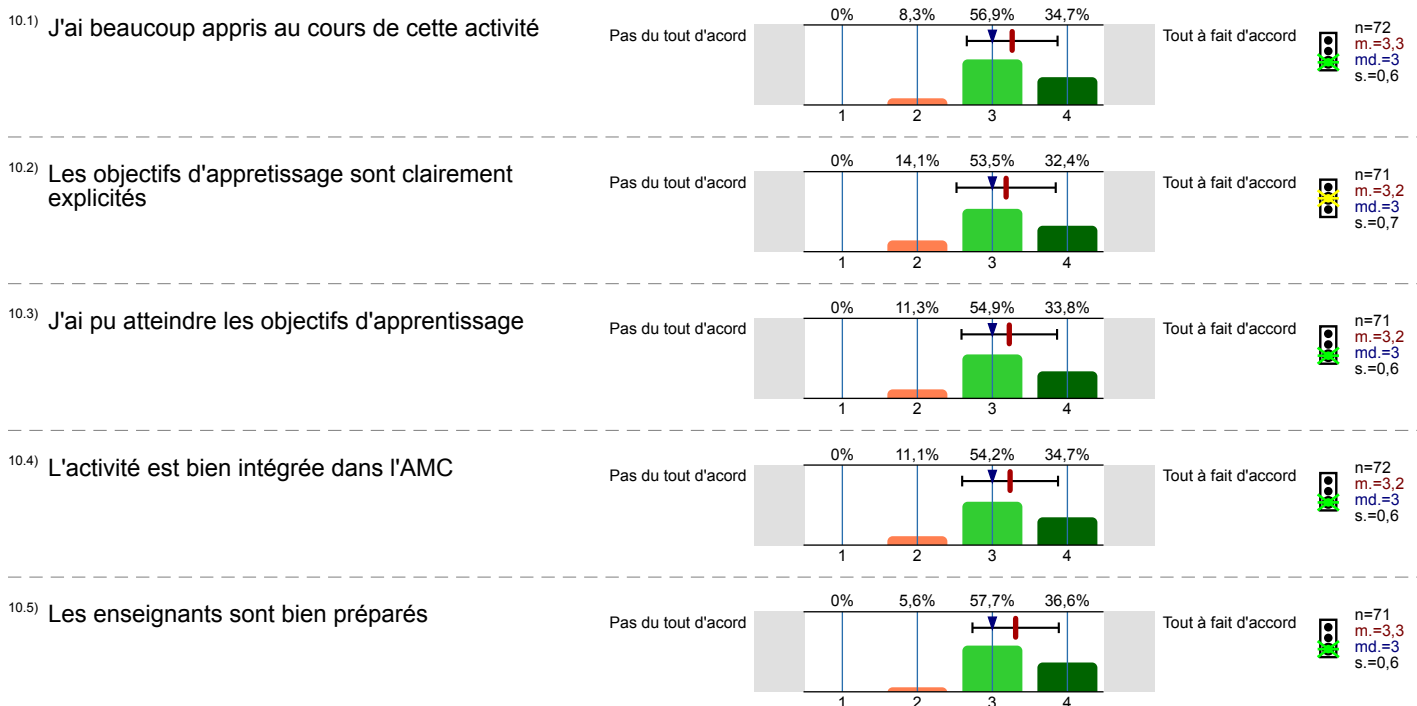 0% 8,3% 56,9% 34,7%
10.1) J'ai beaucoup appris au cours de cette activité
Pas du tout d'acord
Tout à fait d'accord
n=72
m.=3,3
md.=3
s.=0,6
1 2 3 4
0% 14,1% 53,5% 32,4%
10.2) Les objectifs d'appretissage sont clairement
explicités
Pas du tout d'acord
Tout à fait d'accord
n=71
m.=3,2
md.=3
s.=0,7
1 2 3 4
0% 11,3% 54,9% 33,8%
10.3) J'ai pu atteindre les objectifs d'apprentissage
Pas du tout d'acord
Tout à fait d'accord
n=71
m.=3,2
md.=3
s.=0,6
1 2 3 4
0% 11,1% 54,2% 34,7%
10.4) L'activité est bien intégrée dans l'AMC
Pas du tout d'acord
Tout à fait d'accord
n=72
m.=3,2
md.=3
s.=0,6
1 2 3 4
0% 5,6% 57,7% 36,6%
10.5) Les enseignants sont bien préparés
Pas du tout d'acord
Tout à fait d'accord
n=71
m.=3,3
md.=3
s.=0,6
1 2 3 4